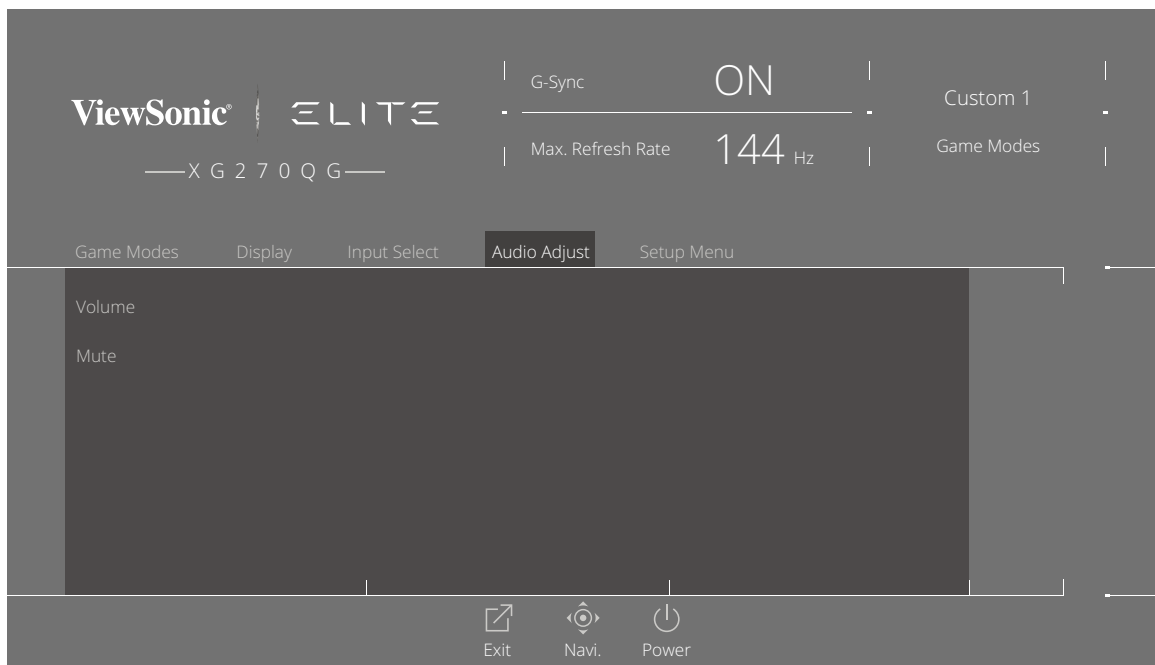 ViewSonic® ELITE
XG270QG
G-Sync ON
Max. Refresh Rate 144 Hz
Custom 1
Game Modes
Game Modes Display Input Select Audio Adjust Setup Menu
Volume
Mute
Exit Navi. Power